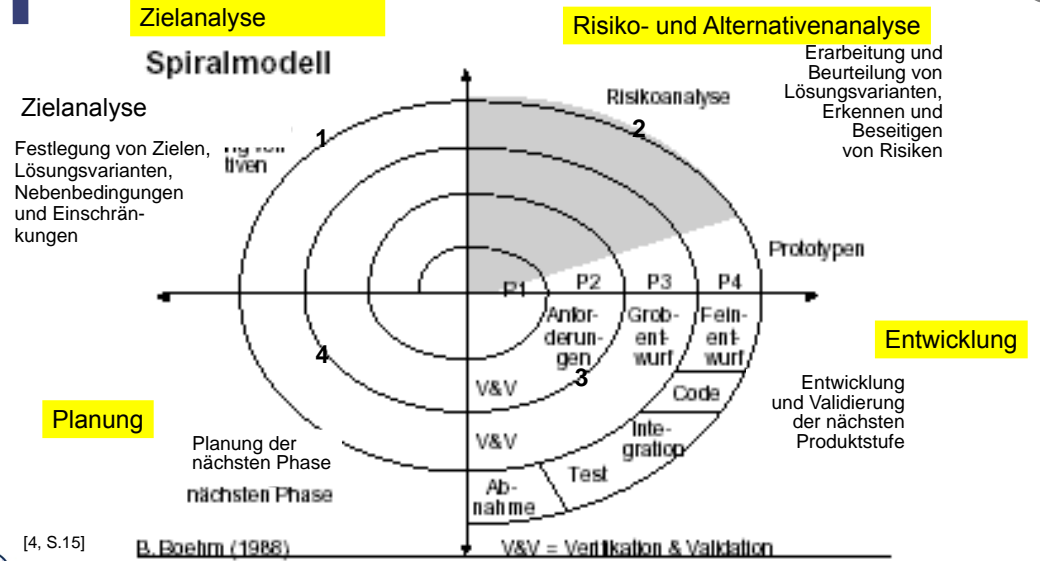 Zielanalyse
Risiko- und Alternativenanalyse
Spiralmodell
Erarbeitung und
Beurteilung von
Lösungsvarianten,
Erkennen und
Beseitigen
von Risiken
Risikoanalyse
Zielanalyse
1
2
Festlegung von Zielen,
Lösungsvarianten,
Nebenbedingungen
und Einschrän-
kungen
tiven
Prototypen
P1
P2
P3
P4
Anfor-
derun-
gen
Grob-
ent-
wurf
Fein-
ent-
wurf
Entwicklung
4
3
V&V
Code
Entwicklung
und Validierung
der nächsten
Produktstufe
Planung
Planung der
nächsten Phase
nächsten Phase
V&V
Inte-
gration
Test
Ab-
nahme
[4, S.15]
B. Boehm (1988)
V&V = Verifikation & Validation